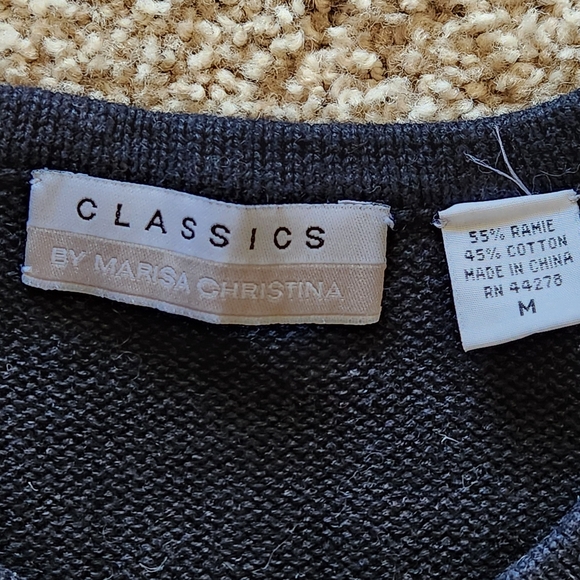 CLASSICS
BY MARISA CHRISTINA
55% RAMIE
45% COTTON
MADE IN CHINA
RN 44278
M